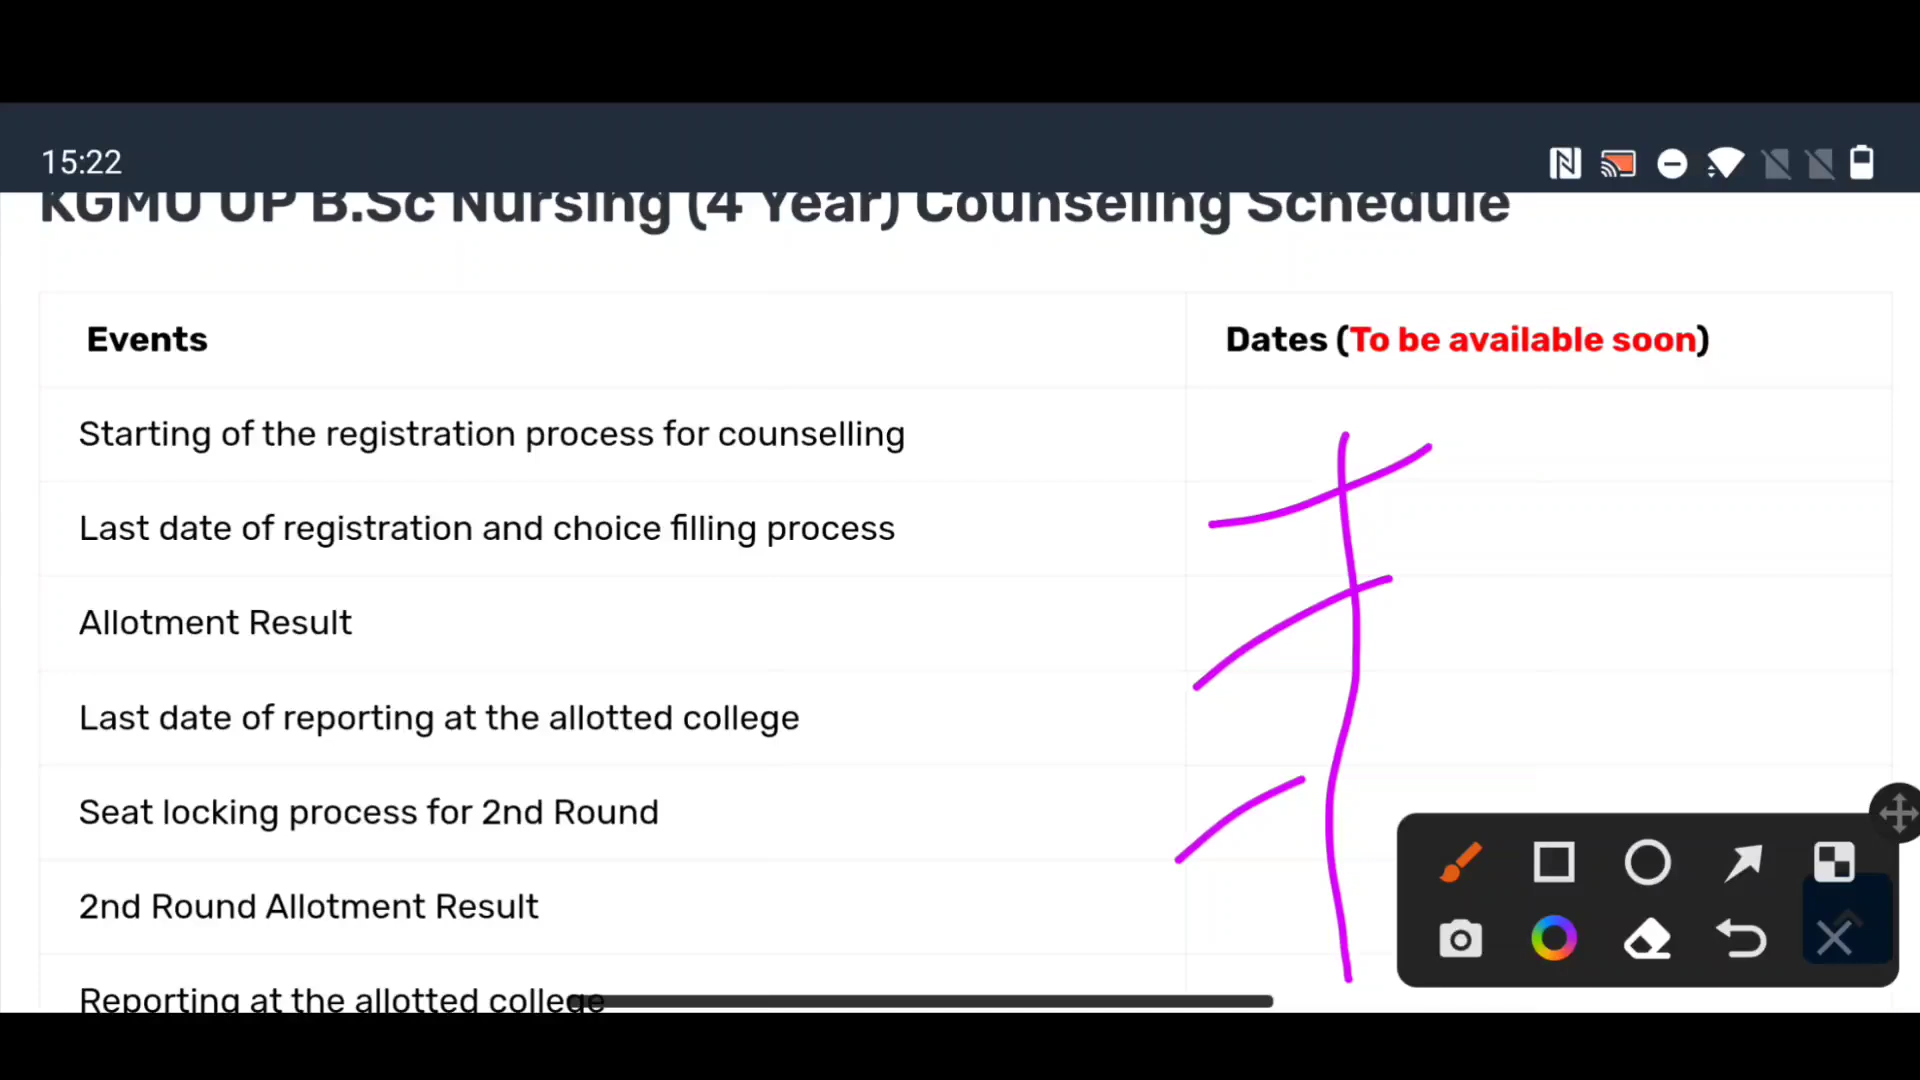 15:22
KGMU UP B.Sc Nursing (4 Year) Counseling Schedule
Events
Dates (To be available soon)
Starting of the registration process for counselling
Last date of registration and choice filling process
Allotment Result
Last date of reporting at the allotted college
Seat locking process for 2nd Round
2nd Round Allotment Result
Reporting at the allotted college